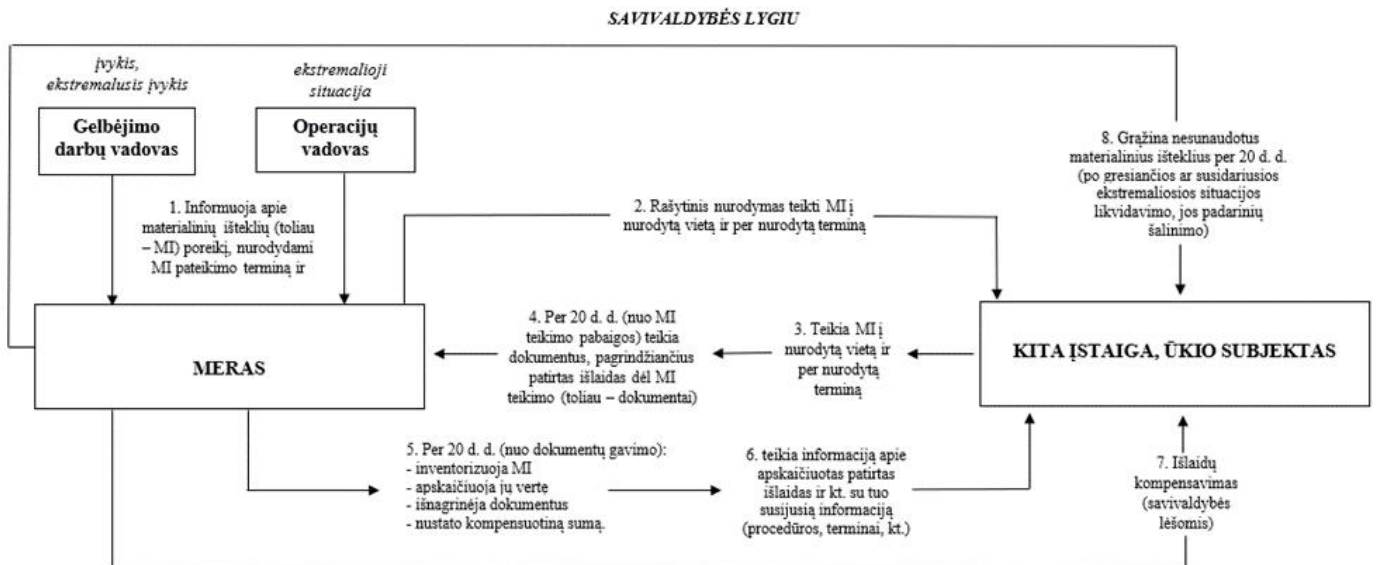 SAVIVALDYBĖS LYGIU
įvykis,
ekstremalusis įvykis
ekstremalioji
situacija
Gelbėjimo
darbų vadovas
Operacijų
vadovas
1. Informuoja apie
materialinių išteklių (toliau
– MI) poreikį, nurodydami
MI pateikimo terminą ir
2. Rašytinis nurodymas teikti MI į
nurodytą vietą ir per nurodytą terminą
8. Grąžina nesunaudotus
materialinius išteklius per 20 d. d.
(po gresiančios ar susidariusios
ekstremaliosios situacijos
likvidavimo, jos padarinių
šalinimo)
MERAS
4. Per 20 d. d. (nuo MI
teikimo pabaigos) teikia
dokumentus, pagrindžiančius
patirtas išlaidas dėl MI
teikimo (toliau – dokumentai)
3. Teikia MI į
nurodytą vietą ir
per nurodytą
terminą
KITA ĮSTAIGA, ŪKIO SUBJEKTAS
5. Per 20 d. d. (nuo dokumentų gavimo):
- inventorizuoja MI
- apskaičiuoja jų vertę
- išnagrinėja dokumentus
- nustato kompensuotiną sumą.
6. teikia informaciją apie
apskaičiuotas patirtas
išlaidas ir kt. su tuo
susijusią informaciją
(procedūros, terminai, kt.)
7. Išlaidų
kompensavimas
(savivaldybės
lėšomis)